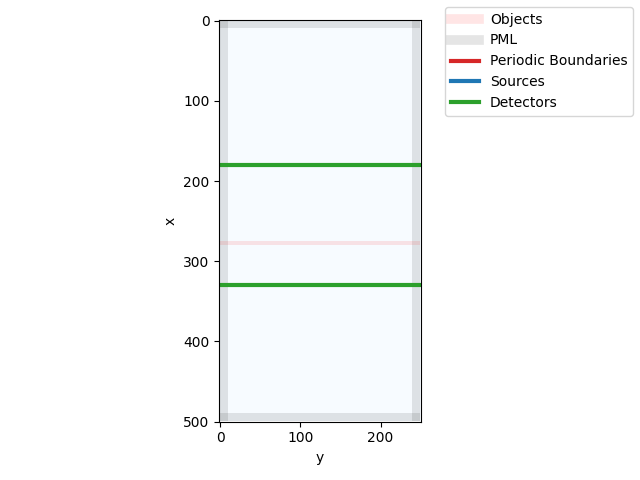 Objects
PML
Periodic Boundaries
Sources
Detectors
0
100
200
300
400
500
x
0
100
200
y